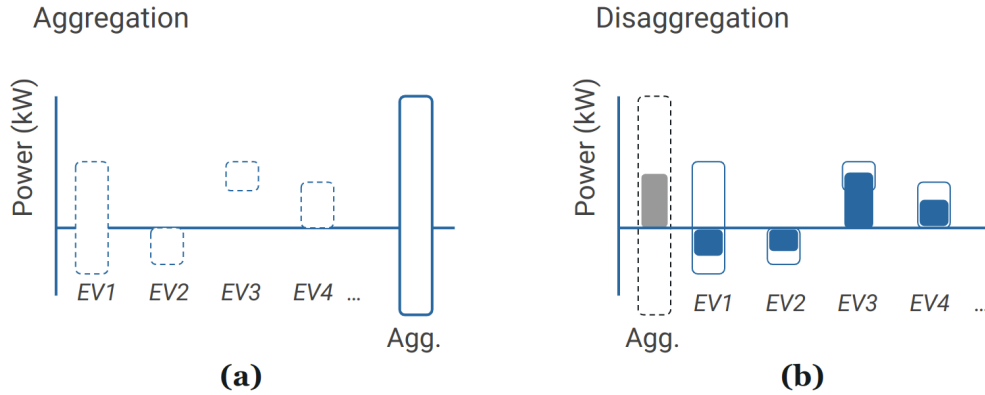 Aggregation
Power (kW)
EV1 EV2 EV3 EV4 ...
Agg.
(a)
Disaggregation
Power (kW)
EV1 EV2 EV3 EV4 ...
Agg.
(b)